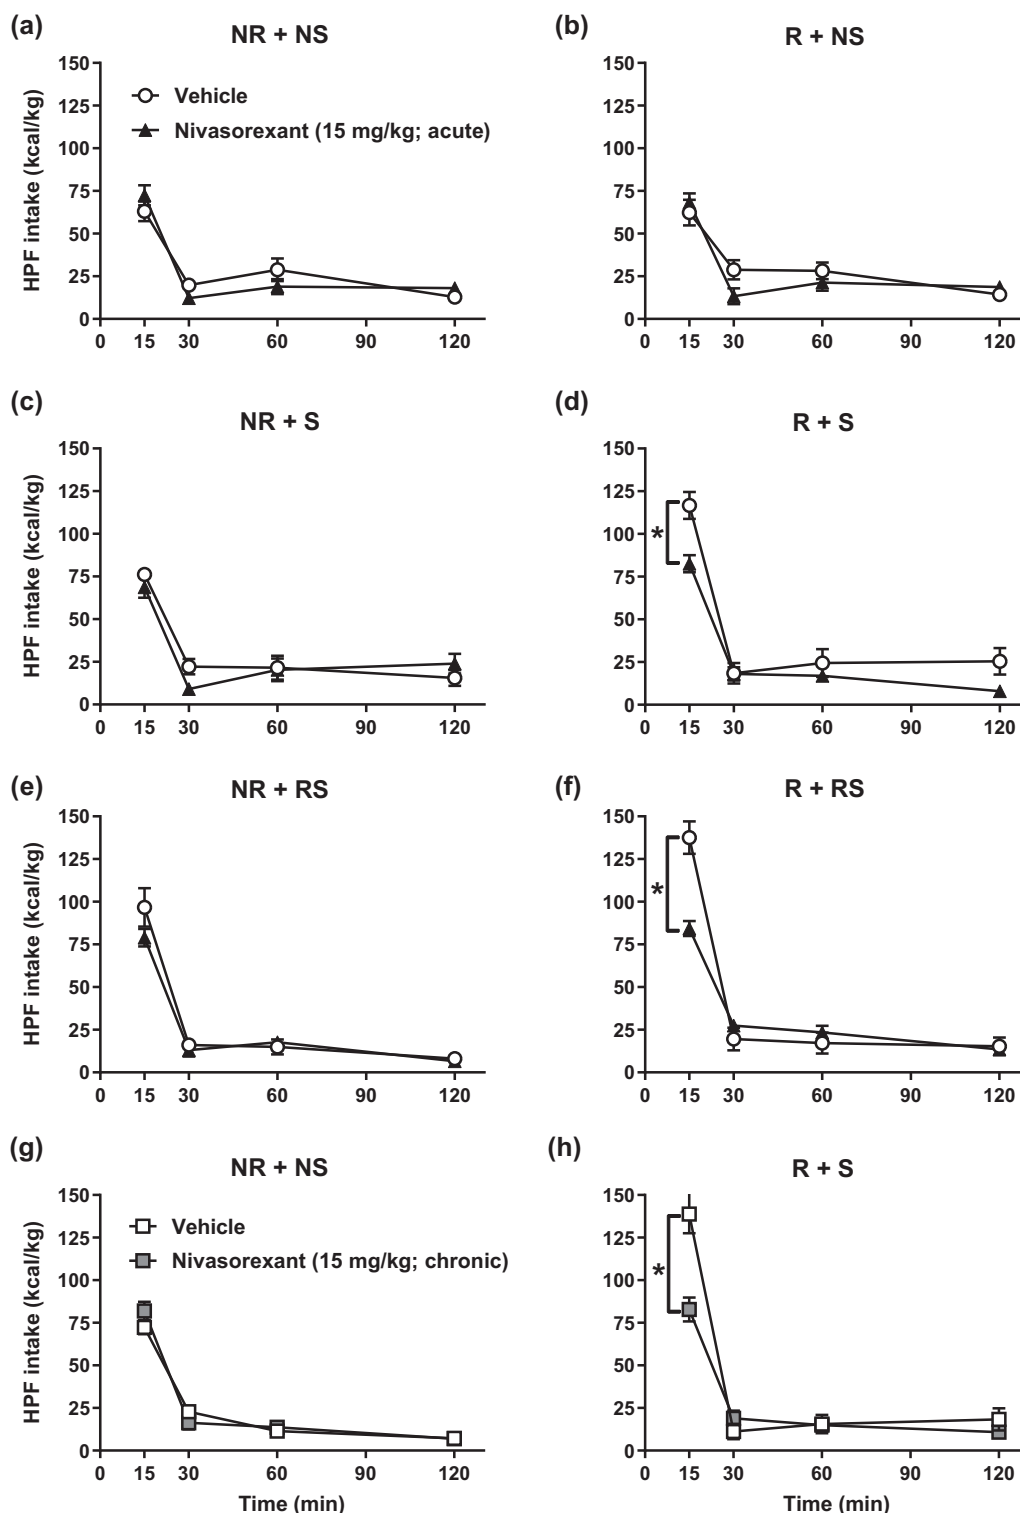 (a) NR + NS
(b) R + NS
HPF intake (kcal/kg)
150
125
100
75
50
25
0
Vehicle
Nivasorexant (15 mg/kg; acute)
0 15 30 60 90 120
150
125
100
75
50
25
0
0 15 30 60 90 120
(c) NR + S
(d) R + S
HPF intake (kcal/kg)
150
125
100
75
50
25
0
0 15 30 60 90 120
150
125
100
75
50
25
0
*
0 15 30 60 90 120
(e) NR + RS
(f) R + RS
HPF intake (kcal/kg)
150
125
100
75
50
25
0
0 15 30 60 90 120
150
125
100
75
50
25
0
*
0 15 30 60 90 120
(g) NR + NS
(h) R + S
HPF intake (kcal/kg)
150
125
100
75
50
25
0
Vehicle
Nivasorexant (15 mg/kg; chronic)
0 15 30 60 90 120
Time (min)
150
125
100
75
50
25
0
*
0 15 30 60 90 120
Time (min)